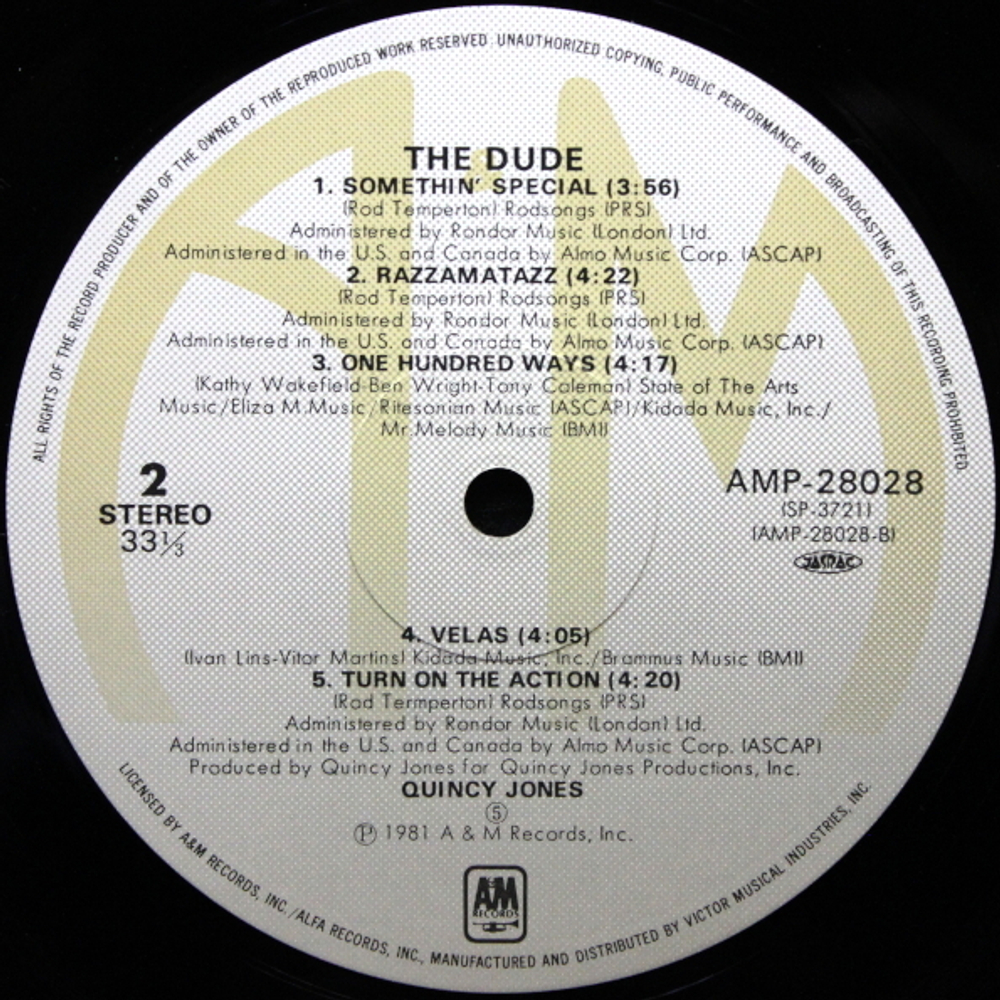 ALL RIGHTS OF THE RECORD PRODUCER AND OF THE OWNER OF THE REPRODUCED WORK RESERVED UNAUTHORIZED COPYING, PUBLIC PERFORMANCE AND BROADCASTING OF THIS RECORDING PROHIBITED.
THE DUDE
1. SOMETHIN' SPECIAL (3:56)
(Rod Temperton) Rodsongs (PRS)
Administered by Rondor Music (London) Ltd.
Administered in the U.S. and Canada by Almo Music Corp. (ASCAP)
2. RAZZAMATAZZ (4:22)
(Rod Temperton) Rodsongs (PRS)
Administered by Rondor Music (London) Ltd.
Administered in the U.S. and Canada by Almo Music Corp. (ASCAP)
3. ONE HUNDRED WAYS (4:17)
(Kathy Wakefield-Ben Wright-Tony Coleman) State of The Arts
Music/Eliza M.Music/Ritesonian Music (ASCAP)/Kidada Music, Inc./
Mr.Melody Music (BMI)
2
STEREO
33⅓
AMP-28028
(SP-3721)
(AMP-28028-B)
JASRAC
4. VELAS (4:05)
(Ivan Lins-Vitor Martins) Kidada Music, Inc./Brammus Music (BMI)
5. TURN ON THE ACTION (4:20)
(Rod Termperton) Rodsongs (PRS)
Administered by Rondor Music (London) Ltd.
Administered in the U.S. and Canada by Almo Music Corp. (ASCAP)
Produced by Quincy Jones for Quincy Jones Productions, Inc.
QUINCY JONES
⑤
Ⓟ 1981 A & M Records, Inc.
A&M
RECORDS
LICENSED BY A&M RECORDS, INC./ALFA RECORDS, INC., MANUFACTURED AND DISTRIBUTED BY VICTOR MUSICAL INDUSTRIES, INC.